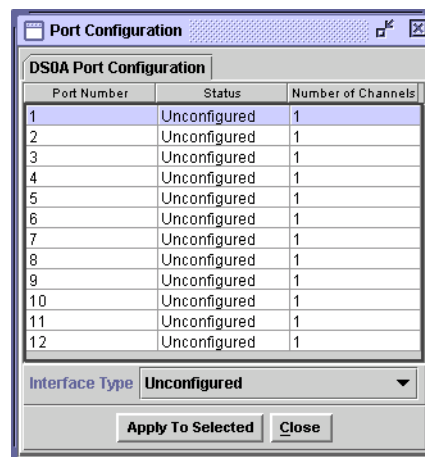 Port Configuration
DS0A Port Configuration
Port Number Status Number of Channels
1 Unconfigured 1
2 Unconfigured 1
3 Unconfigured 1
4 Unconfigured 1
5 Unconfigured 1
6 Unconfigured 1
7 Unconfigured 1
8 Unconfigured 1
9 Unconfigured 1
10 Unconfigured 1
11 Unconfigured 1
12 Unconfigured 1
Interface Type Unconfigured
Apply To Selected Close